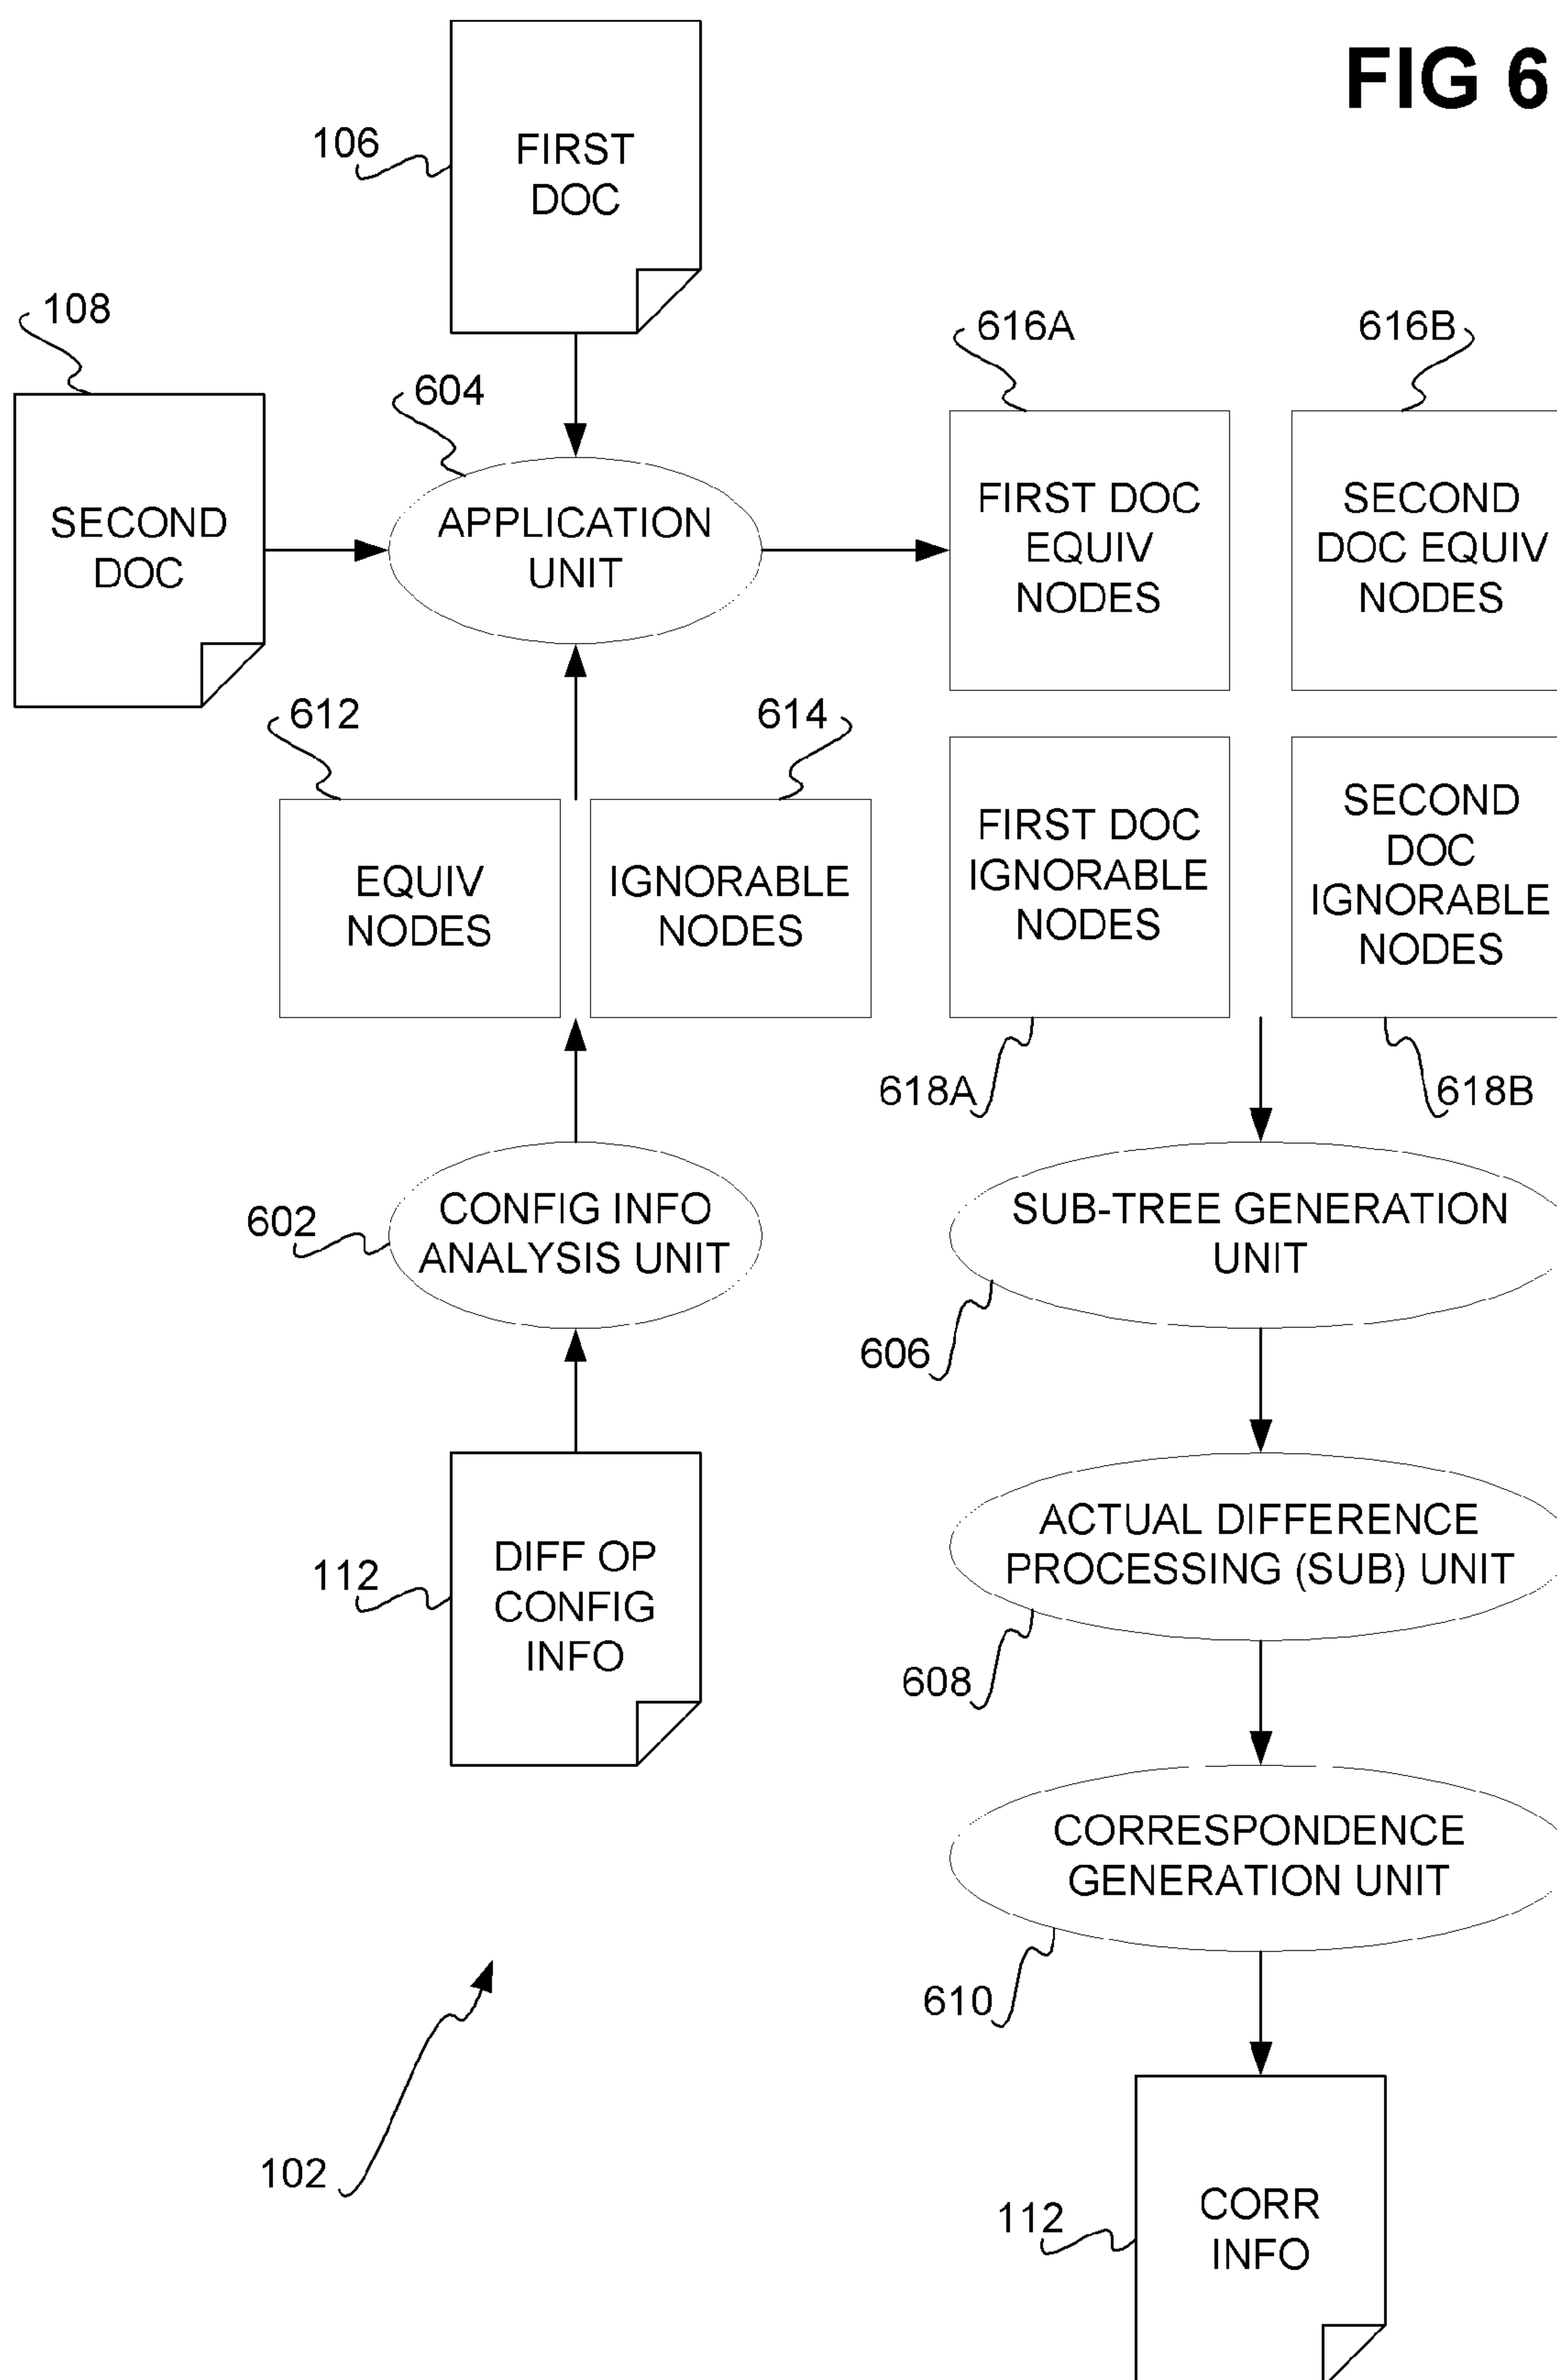 FIG 6
106
FIRST
DOC
108
SECOND
DOC
604
APPLICATION
UNIT
616A
FIRST DOC
EQUIV
NODES
616B
SECOND
DOC EQUIV
NODES
612
EQUIV
NODES
614
IGNORABLE
NODES
FIRST DOC
IGNORABLE
NODES
618A
SECOND
DOC
IGNORABLE
NODES
618B
602
CONFIG INFO
ANALYSIS UNIT
SUB-TREE GENERATION
UNIT
606
112
DIFF OP
CONFIG
INFO
ACTUAL DIFFERENCE
PROCESSING (SUB) UNIT
608
CORRESPONDENCE
GENERATION UNIT
610
102
112
CORR
INFO